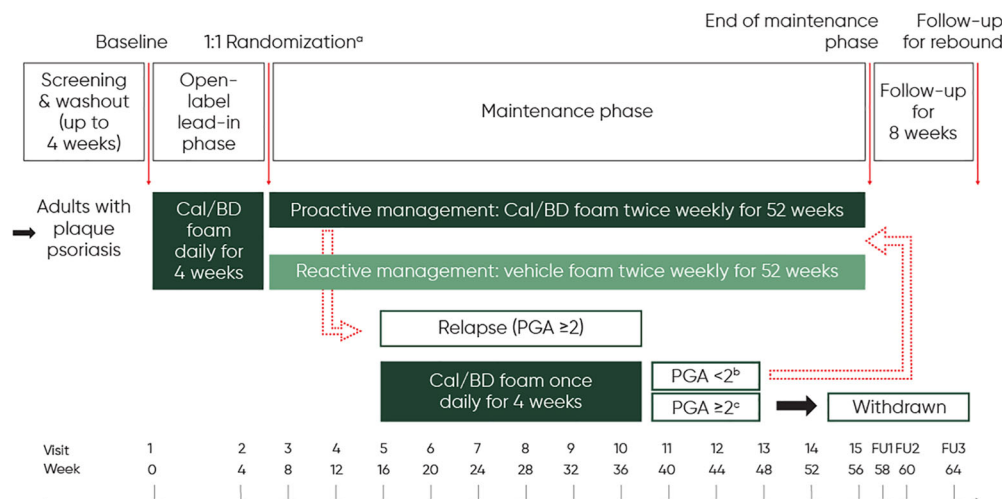 Baseline
1:1 Randomizationᵃ
End of maintenance
phase
Follow-up
for rebound
Screening
& washout
(up to
4 weeks)
Open-
label
lead-in
phase
Maintenance phase
Follow-up
for
8 weeks
Adults with
plaque
psoriasis
Cal/BD
foam
daily for
4 weeks
Proactive management: Cal/BD foam twice weekly for 52 weeks
Reactive management: vehicle foam twice weekly for 52 weeks
Relapse (PGA ≥2)
Cal/BD foam once
daily for 4 weeks
PGA <2ᵇ
PGA ≥2ᶜ
Withdrawn
Visit 1 2 3 4 5 6 7 8 9 10 11 12 13 14 15 FU1 FU2 FU3
Week 0 4 8 12 16 20 24 28 32 36 40 44 48 52 56 58 60 64